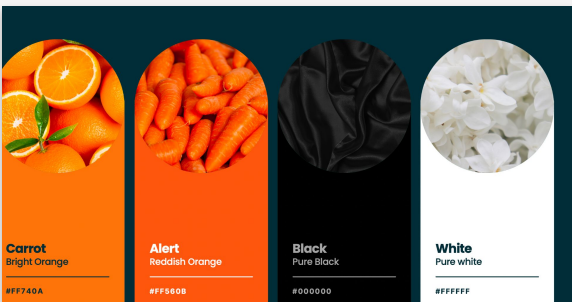 Carrot
Bright Orange
#FF740A
Alert
Reddish Orange
#FF560B
Black
Pure Black
#000000
White
Pure white
#FFFFFF